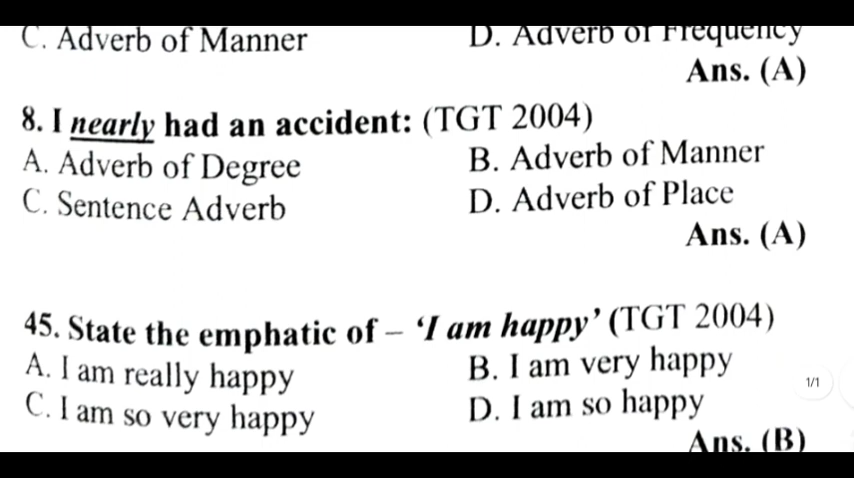 C. Adverb of Manner D. Adverb of Frequency
Ans. (A)
8. I nearly had an accident: (TGT 2004)
A. Adverb of Degree B. Adverb of Manner
C. Sentence Adverb D. Adverb of Place
Ans. (A)
45. State the emphatic of – ‘I am happy’ (TGT 2004)
A. I am really happy B. I am very happy
1/1
C. I am so very happy D. I am so happy
Ans. (B)